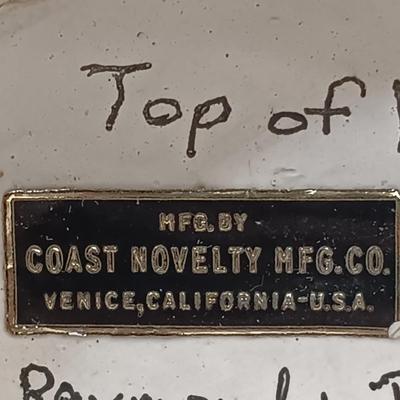 Top of
MFG. BY
COAST NOVELTY MFG. CO.
VENICE, CALIFORNIA-U.S.A.